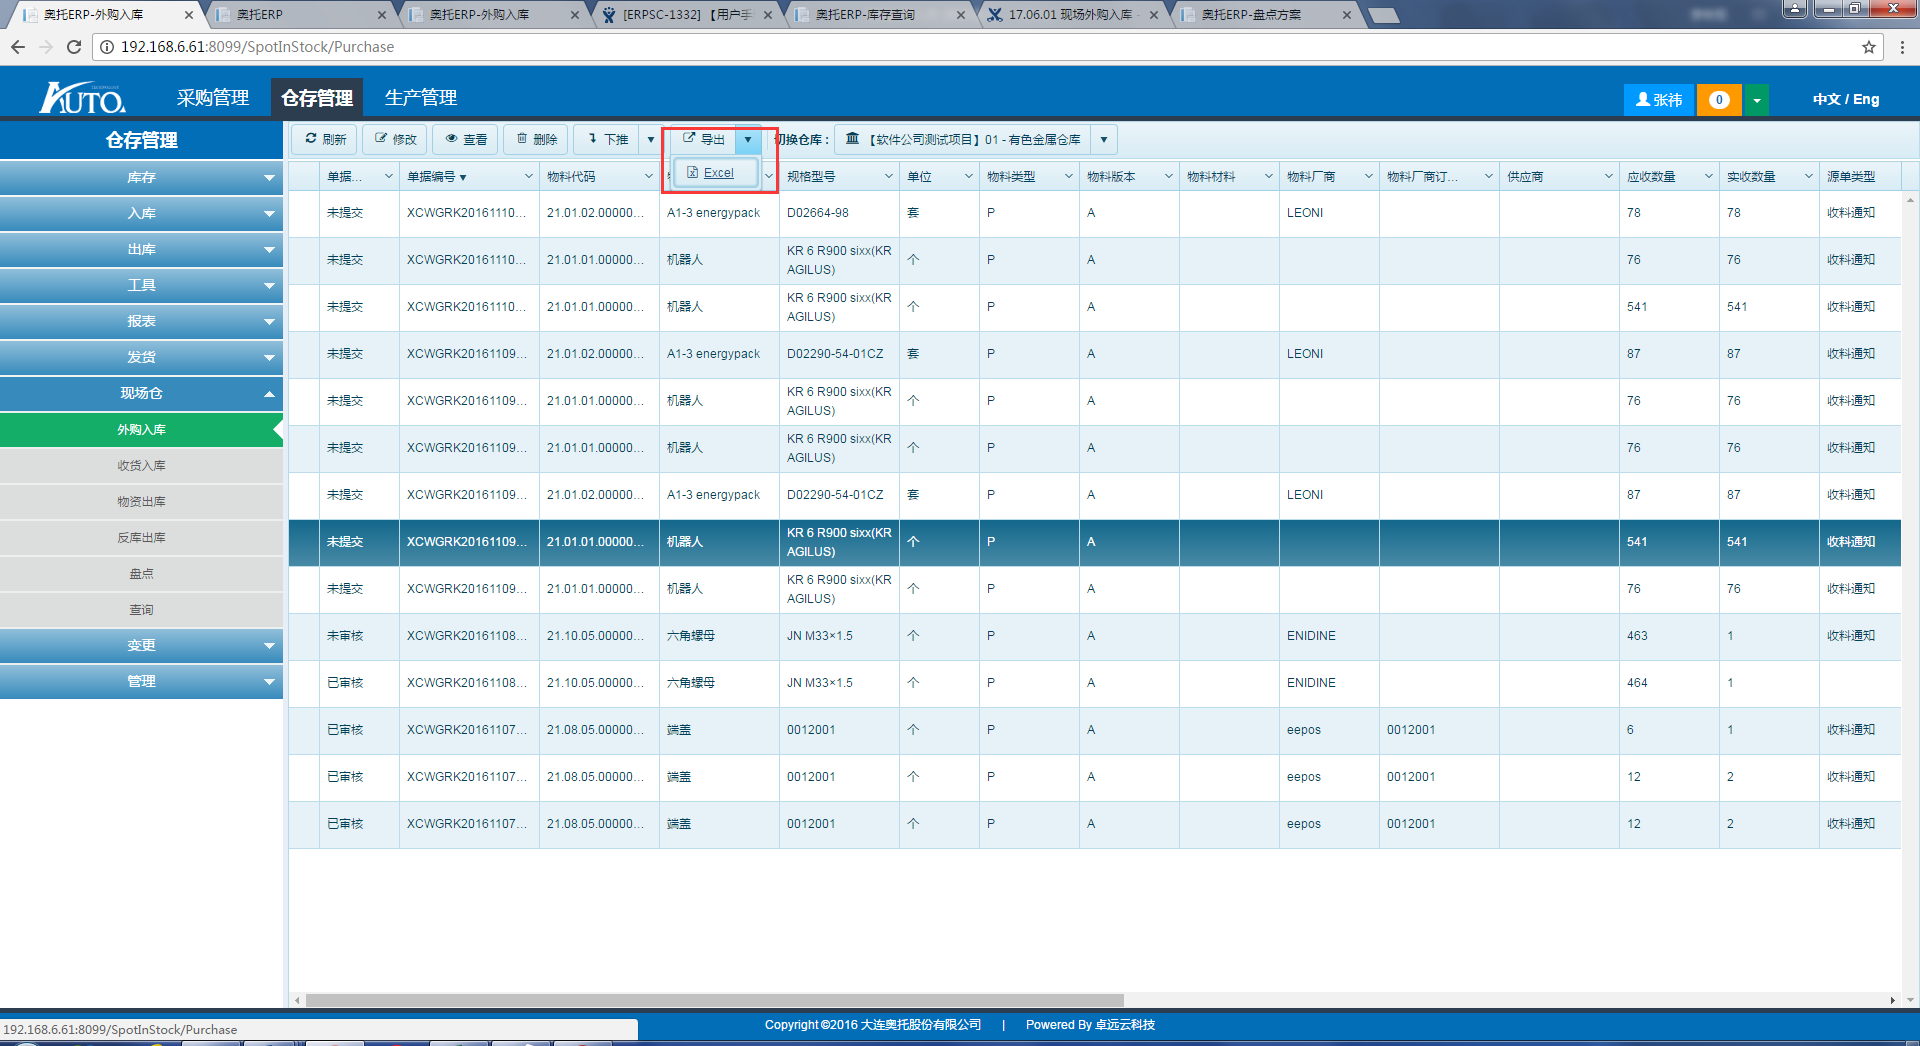 奥托ERP-外购入库
奥托ERP
奥托ERP-外购入库
[ERPSC-1332] 【用户手
奥托ERP-库存查询
17.06.01 现场外购入库 -
奥托ERP-盘点方案
192.168.6.61:8099/SpotInStock/Purchase
AUTO.
采购管理
仓存管理
生产管理
张祎
0
中文 / Eng
仓存管理
库存
入库
出库
工具
报表
发货
现场仓
外购入库
收货入库
物资出库
反库出库
盘点
查询
变更
管理
刷新 修改 查看 删除 下推 导出 切换仓库： 【软件公司测试项目】01 - 有色金属仓库
Excel
单据... 单据编号 物料代码 规格型号 单位 物料类型 物料版本 物料材料 物料厂商 物料厂商订... 供应商 应收数量 实收数量 源单类型
未提交 XCWGRK20161110... 21.01.02.00000... A1-3 energypack D02664-98 套 P A LEONI 78 78 收料通知
未提交 XCWGRK20161110... 21.01.01.00000... 机器人 KR 6 R900 sixx(KR AGILUS) 个 P A 76 76 收料通知
未提交 XCWGRK20161110... 21.01.01.00000... 机器人 KR 6 R900 sixx(KR AGILUS) 个 P A 541 541 收料通知
未提交 XCWGRK20161109... 21.01.02.00000... A1-3 energypack D02290-54-01CZ 套 P A LEONI 87 87 收料通知
未提交 XCWGRK20161109... 21.01.01.00000... 机器人 KR 6 R900 sixx(KR AGILUS) 个 P A 76 76 收料通知
未提交 XCWGRK20161109... 21.01.01.00000... 机器人 KR 6 R900 sixx(KR AGILUS) 个 P A 76 76 收料通知
未提交 XCWGRK20161109... 21.01.02.00000... A1-3 energypack D02290-54-01CZ 套 P A LEONI 87 87 收料通知
未提交 XCWGRK20161109... 21.01.01.00000... 机器人 KR 6 R900 sixx(KR AGILUS) 个 P A 541 541 收料通知
未提交 XCWGRK20161109... 21.01.01.00000... 机器人 KR 6 R900 sixx(KR AGILUS) 个 P A 76 76 收料通知
未审核 XCWGRK20161108... 21.10.05.00000... 六角螺母 JN M33×1.5 个 P A ENIDINE 463 1 收料通知
已审核 XCWGRK20161108... 21.10.05.00000... 六角螺母 JN M33×1.5 个 P A ENIDINE 464 1
已审核 XCWGRK20161107... 21.08.05.00000... 端盖 0012001 个 P A eepos 0012001 6 1 收料通知
已审核 XCWGRK20161107... 21.08.05.00000... 端盖 0012001 个 P A eepos 0012001 12 2 收料通知
已审核 XCWGRK20161107... 21.08.05.00000... 端盖 0012001 个 P A eepos 0012001 12 2 收料通知
192.168.6.61:8099/SpotInStock/Purchase
Copyright ©2016 大连奥托股份有限公司 | Powered By 卓远云科技